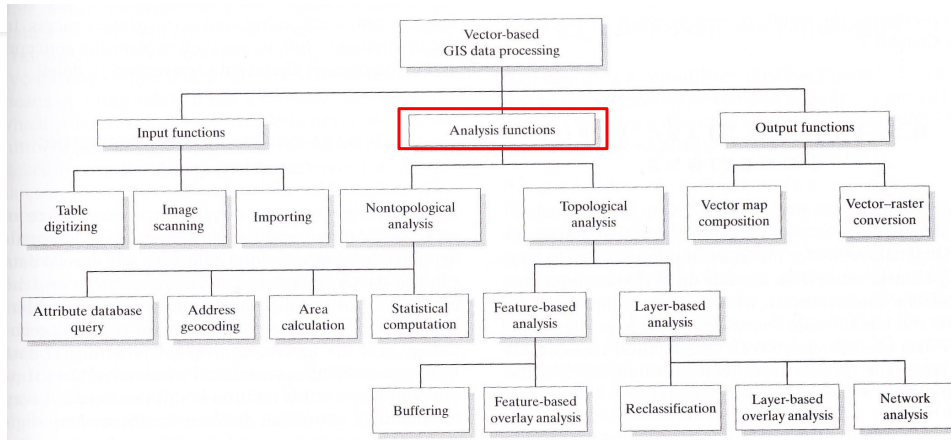 Vector-based
GIS data processing
Input functions
Analysis functions
Output functions
Table
digitizing
Image
scanning
Importing
Nontopological
analysis
Topological
analysis
Vector map
composition
Vector–raster
conversion
Attribute database
query
Address
geocoding
Area
calculation
Statistical
computation
Feature-based
analysis
Layer-based
analysis
Buffering
Feature-based
overlay analysis
Reclassification
Layer-based
overlay analysis
Network
analysis